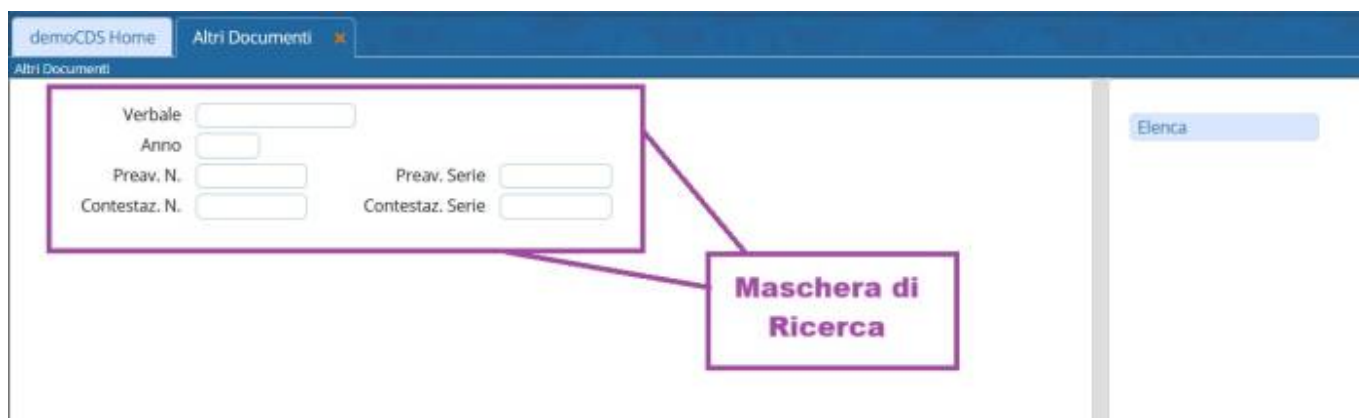 demoCDS Home Altri Documenti ×
Altri Documenti
Verbale
Elenca
Anno
Preav. N. Preav. Serie
Contestaz. N. Contestaz. Serie
Maschera di
Ricerca